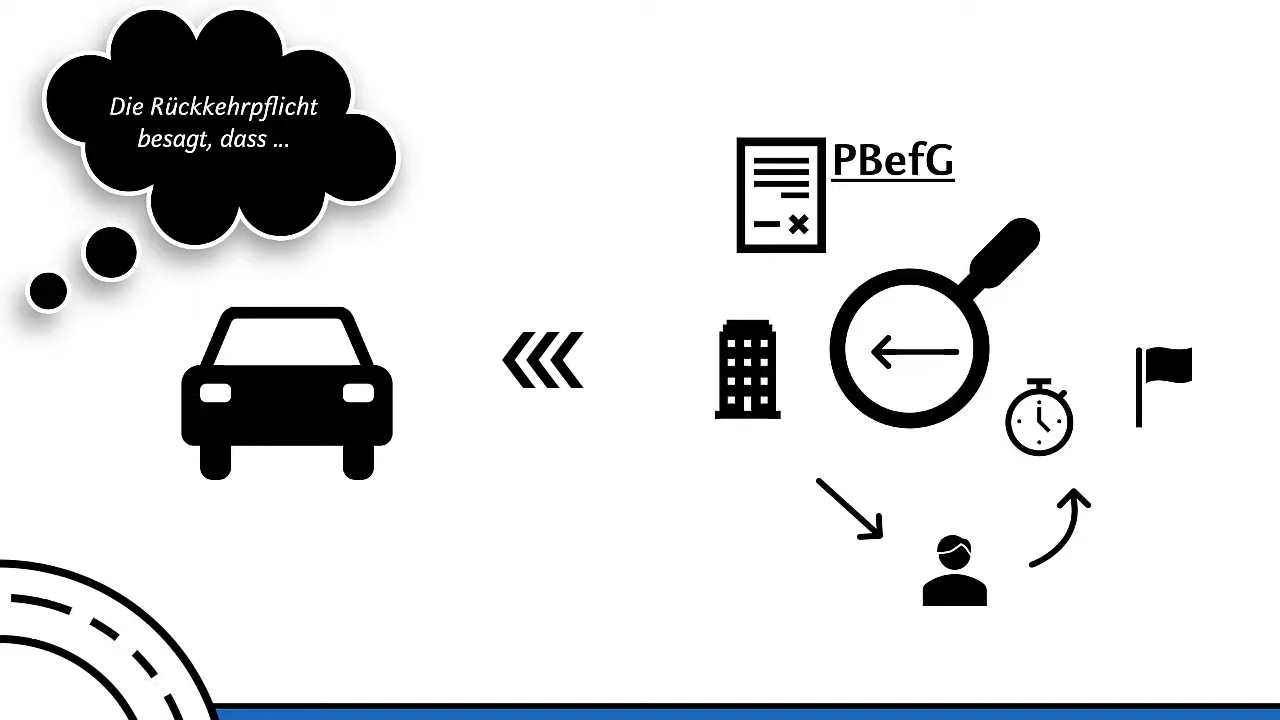 Die Rückkehrpflicht
besagt, dass ...
PBefG